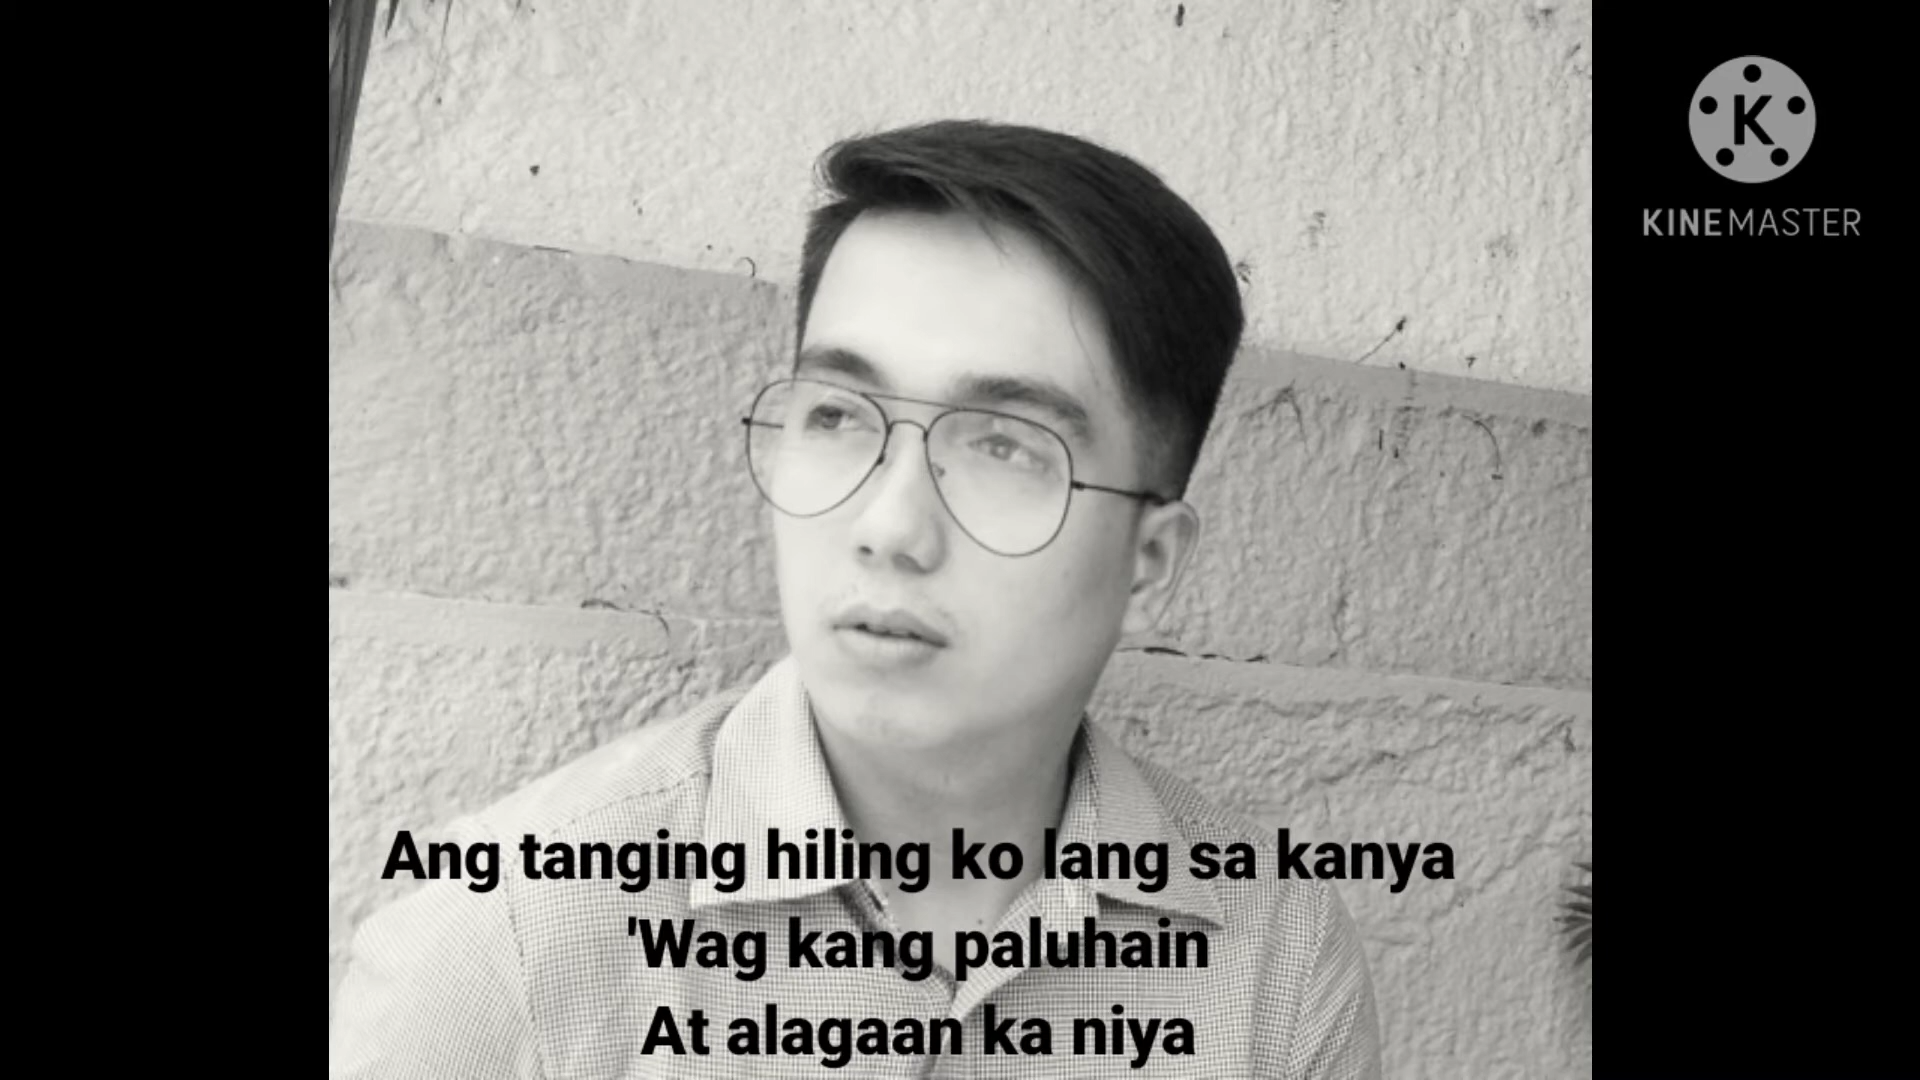 K
KINEMASTER
Ang tanging hiling ko lang sa kanya
'Wag kang paluhain
At alagaan ka niya